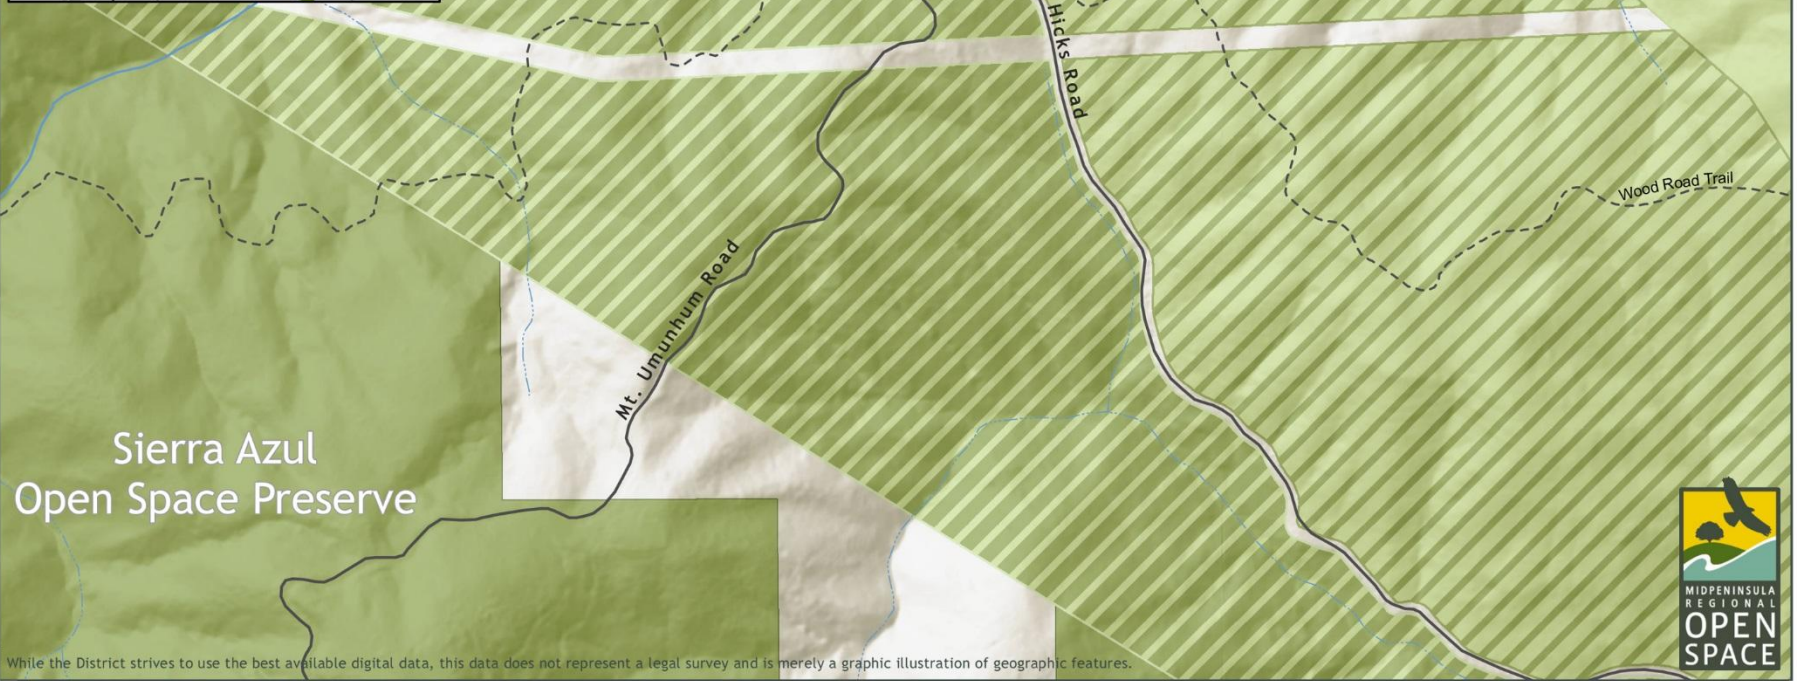 Hicks Road
Wood Road Trail
Mt. Umunhum Road
Sierra Azul
Open Space Preserve
MIDPENINSULA
REGIONAL
OPEN
SPACE
While the District strives to use the best available digital data, this data does not represent a legal survey and is merely a graphic illustration of geographic features.